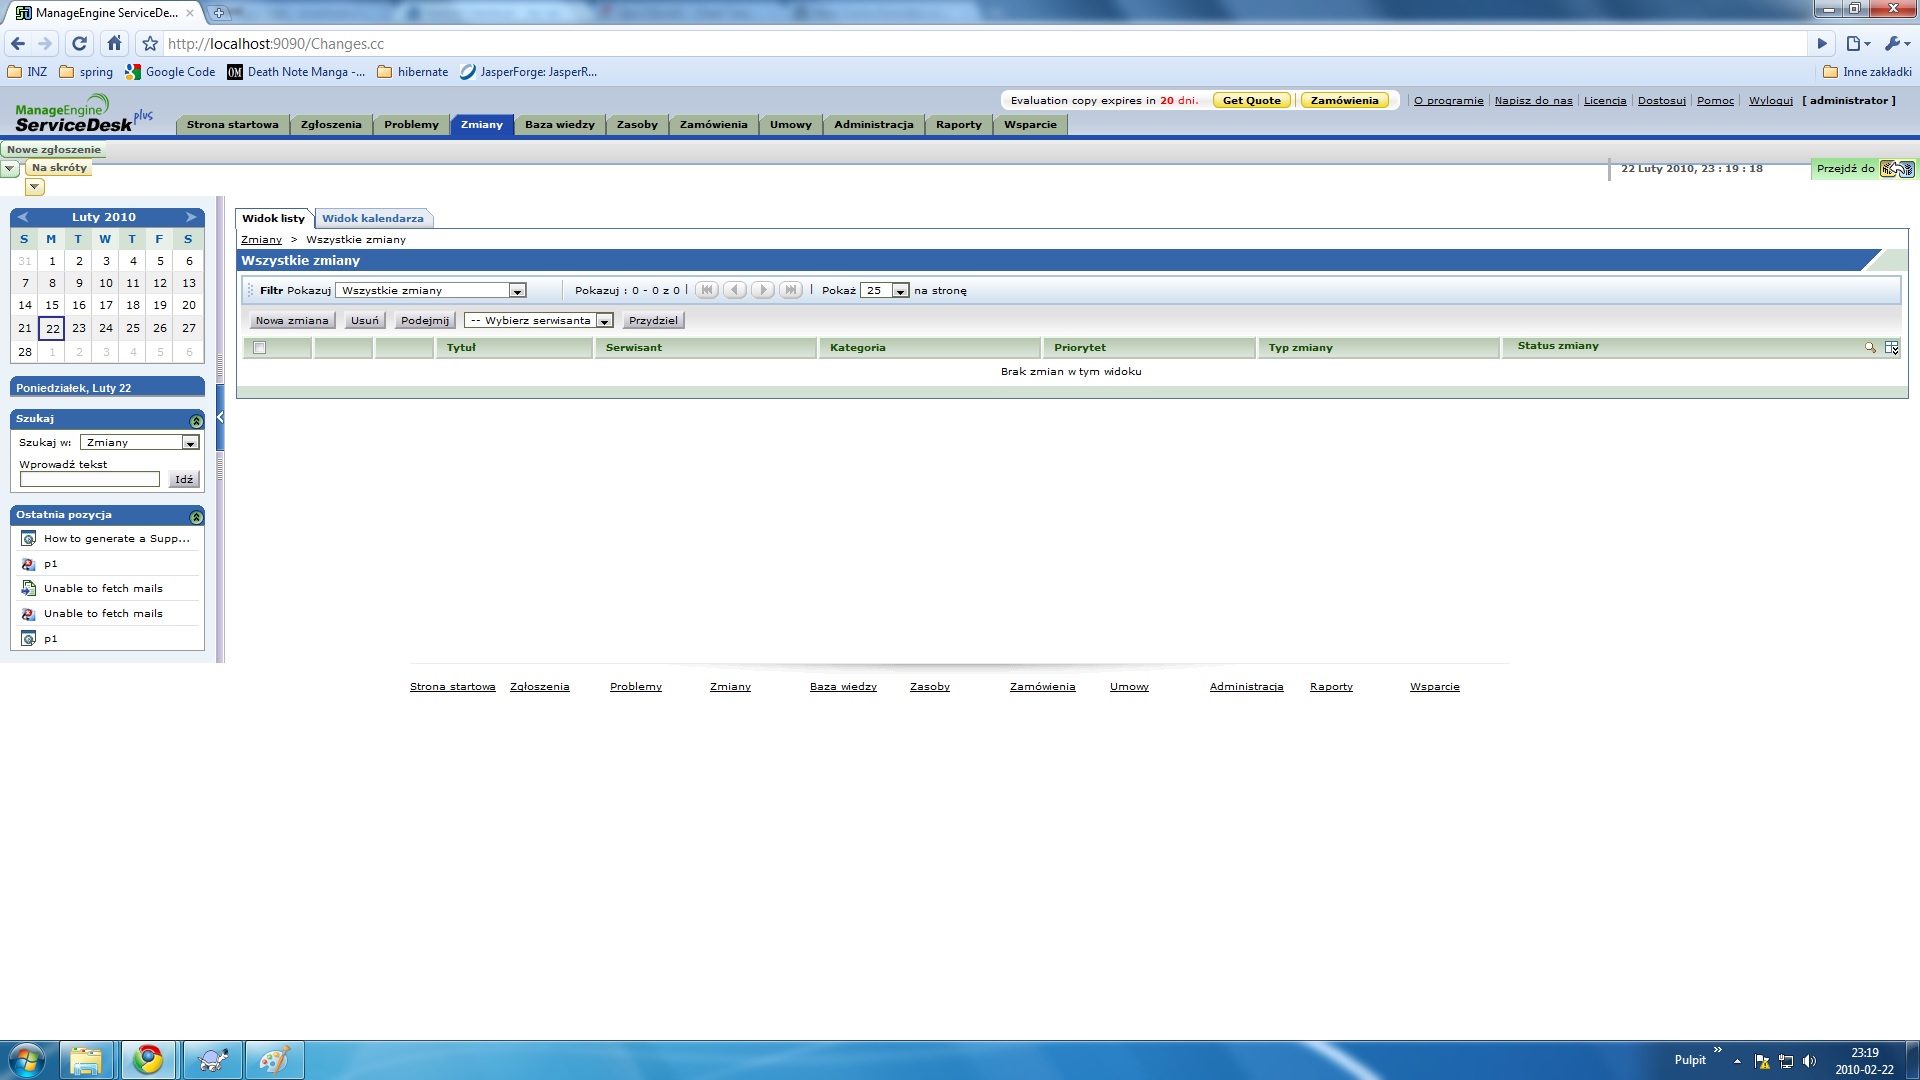 ManageEngine ServiceDe...
http://localhost:9090/Changes.cc
INZ spring Google Code Death Note Manga -... hibernate JasperForge: JasperR... Inne zakładki
ManageEngine
ServiceDesk plus
Evaluation copy expires in 20 dni. Get Quote Zamówienia O programie Napisz do nas Licencja Dostosuj Pomoc Wyloguj [ administrator ]
Strona startowa Zgłoszenia Problemy Zmiany Baza wiedzy Zasoby Zamówienia Umowy Administracja Raporty Wsparcie
Nowe zgłoszenie
Na skróty
22 Luty 2010, 23 : 19 : 18 Przejdź do
Luty 2010
S M T W T F S
31 1 2 3 4 5 6
7 8 9 10 11 12 13
14 15 16 17 18 19 20
21 22 23 24 25 26 27
28 1 2 3 4 5 6
Poniedziałek, Luty 22
Szukaj
Szukaj w: Zmiany
Wprowadź tekst
Idź
Ostatnia pozycja
How to generate a Supp...
p1
Unable to fetch mails
Unable to fetch mails
p1
Widok listy Widok kalendarza
Zmiany > Wszystkie zmiany
Wszystkie zmiany
Filtr Pokazuj Wszystkie zmiany Pokazuj : 0 - 0 z 0 | | Pokaż 25 na stronę
Nowa zmiana Usuń Podejmij -- Wybierz serwisanta Przydziel
Tytuł Serwisant Kategoria Priorytet Typ zmiany Status zmiany
Brak zmian w tym widoku
Strona startowa Zgłoszenia Problemy Zmiany Baza wiedzy Zasoby Zamówienia Umowy Administracja Raporty Wsparcie
Pulpit
23:19
2010-02-22